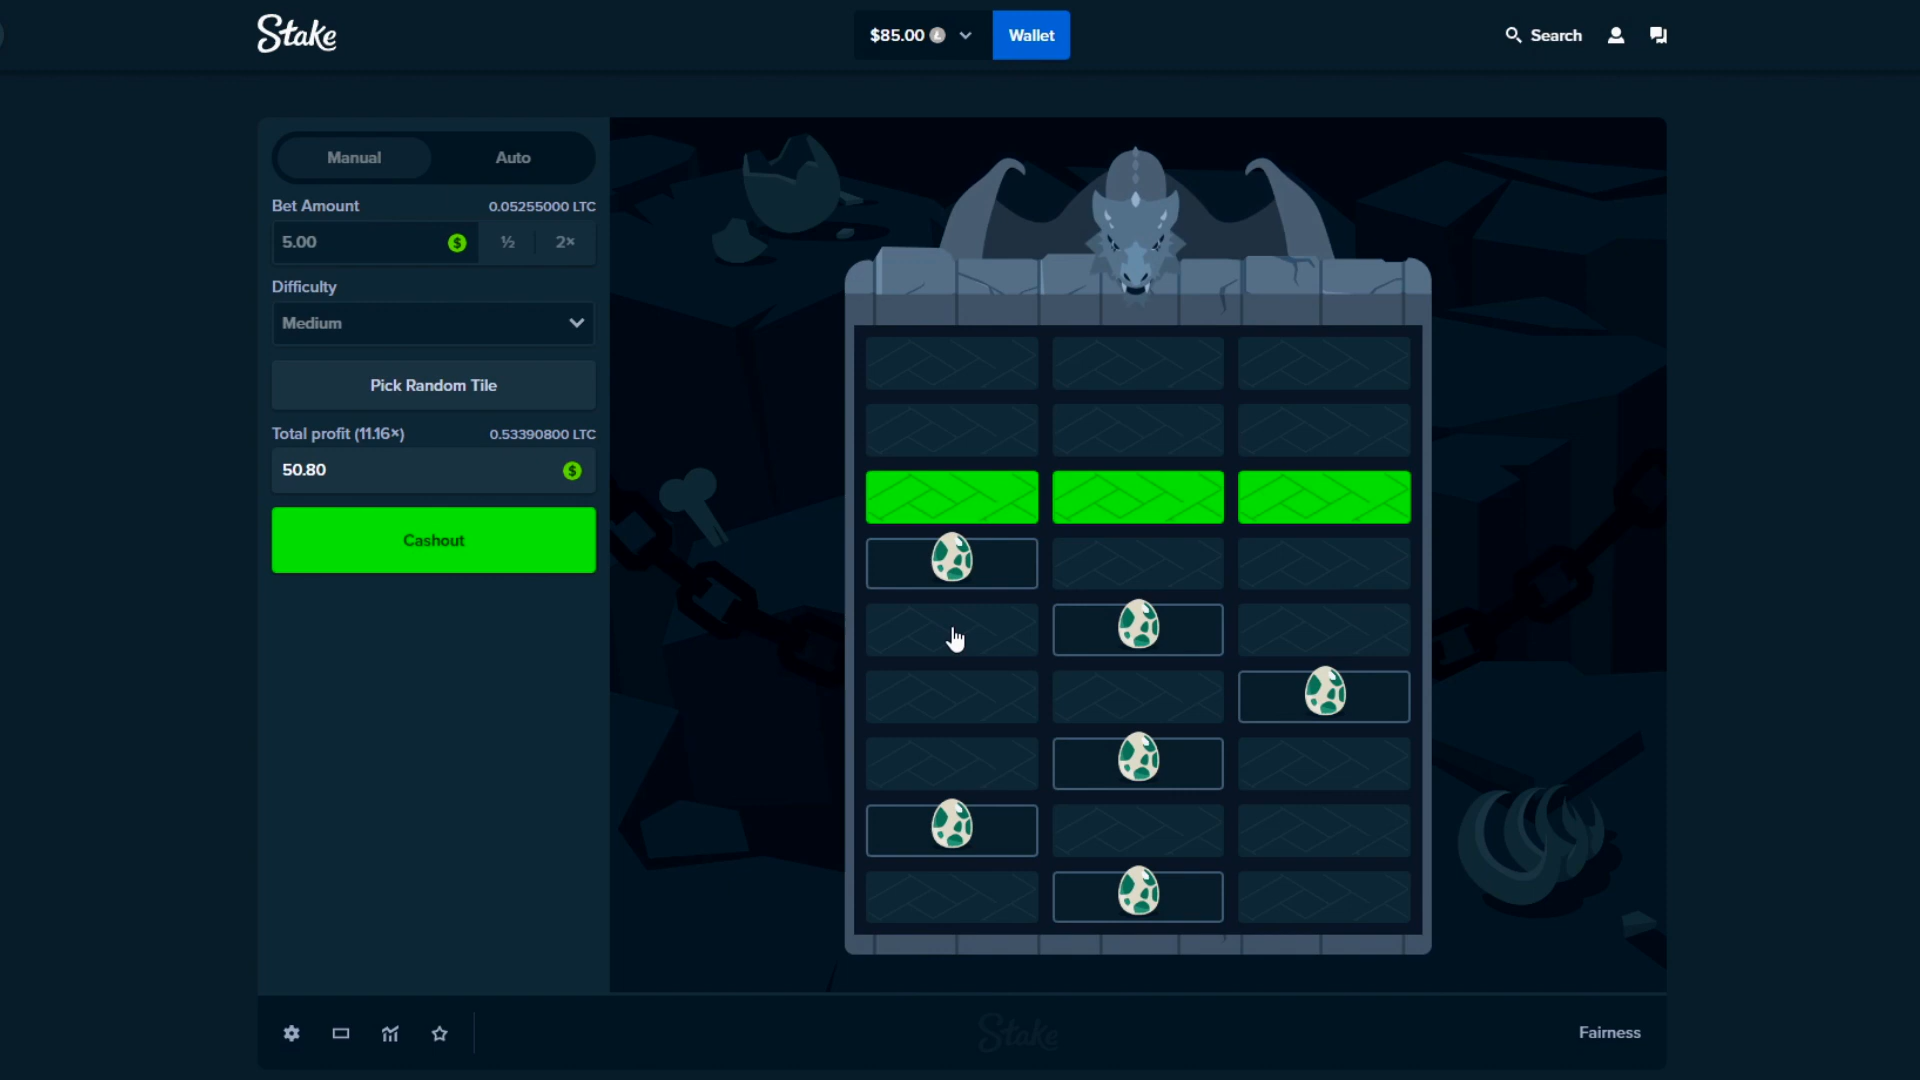 Stake
$85.00
Wallet
Search
Manual
Auto
Bet Amount
0.05255000 LTC
5.00
$
½
2×
Difficulty
Medium
Pick Random Tile
Total profit (11.16×)
0.53390800 LTC
50.80
$
Cashout
Stake
Fairness